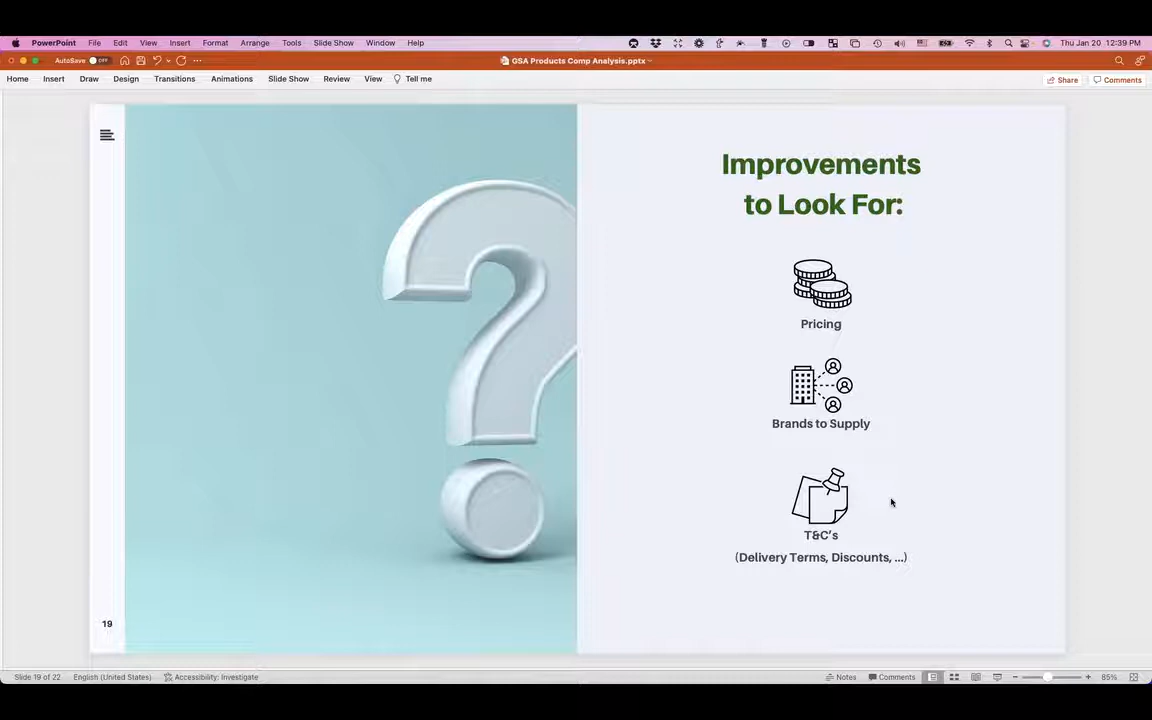 PowerPoint File Edit View Insert Format Arrange Tools Slide Show Window Help Thu Jan 20 12:39 PM
AutoSave OFF ... GSA Products Comp Analysis.pptx
Home Insert Draw Design Transitions Animations Slide Show Review View Tell me Share Comments
Improvements
to Look For:
Pricing
Brands to Supply
T&C's
(Delivery Terms, Discounts, ...)
19
Slide 19 of 22 English (United States) Accessibility: Investigate Notes Comments 85%